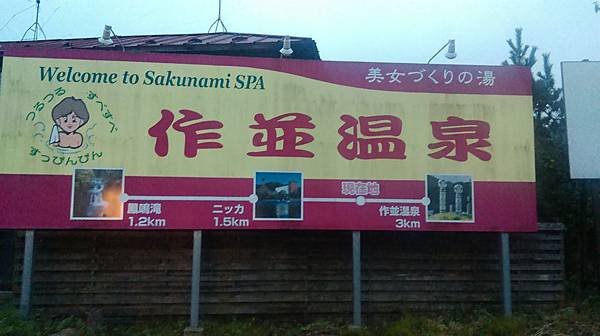 Welcome to Sakunami SPA
美女づくりの湯
つるつる すべすべ
すっぴんぴん
作並温泉
鳳鳴滝
1.2km
ニッカ
1.5km
現在地
作並温泉
3km